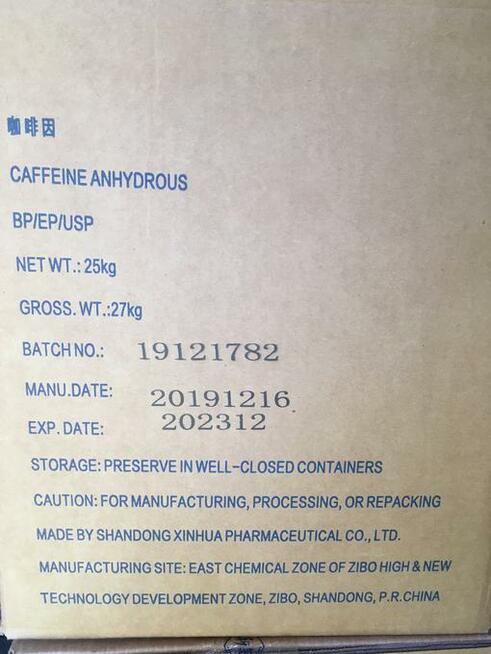 咖啡因
CAFFEINE ANHYDROUS
BP/EP/USP
NET WT.: 25kg
GROSS. WT.:27kg
BATCH NO.: 19121782
MANU.DATE: 20191216
EXP. DATE: 202312
STORAGE: PRESERVE IN WELL-CLOSED CONTAINERS
CAUTION: FOR MANUFACTURING, PROCESSING, OR REPACKING
MADE BY SHANDONG XINHUA PHARMACEUTICAL CO., LTD.
MANUFACTURING SITE: EAST CHEMICAL ZONE OF ZIBO HIGH & NEW
TECHNOLOGY DEVELOPMENT ZONE, ZIBO, SHANDONG, P.R.CHINA